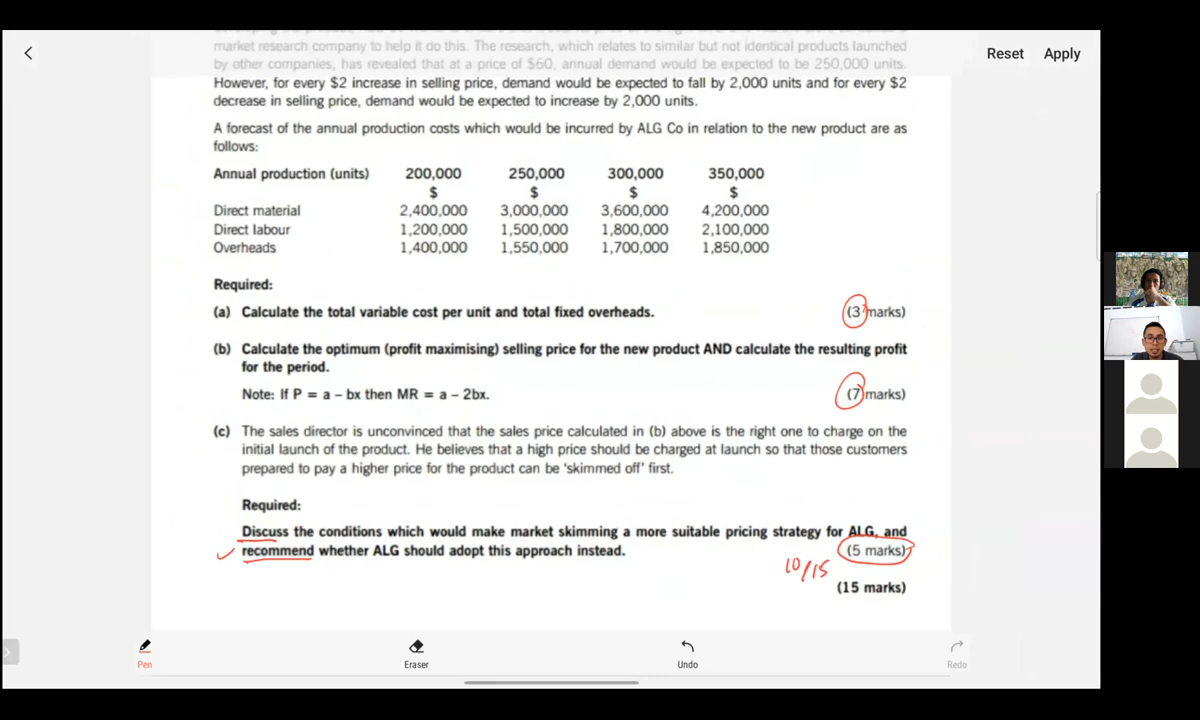 Reset Apply
market research company to help it do this. The research, which relates to similar but not identical products launched
by other companies, has revealed that at a price of $60, annual demand would be expected to be 250,000 units.
However, for every $2 increase in selling price, demand would be expected to fall by 2,000 units and for every $2
decrease in selling price, demand would be expected to increase by 2,000 units.
A forecast of the annual production costs which would be incurred by ALG Co in relation to the new product are as
follows:
Annual production (units) 200,000 250,000 300,000 350,000
$ $ $ $
Direct material 2,400,000 3,000,000 3,600,000 4,200,000
Direct labour 1,200,000 1,500,000 1,800,000 2,100,000
Overheads 1,400,000 1,550,000 1,700,000 1,850,000
Required:
(a) Calculate the total variable cost per unit and total fixed overheads. (3 marks)
(b) Calculate the optimum (profit maximising) selling price for the new product AND calculate the resulting profit
for the period.
Note: If P = a – bx then MR = a – 2bx. (7 marks)
(c) The sales director is unconvinced that the sales price calculated in (b) above is the right one to charge on the
initial launch of the product. He believes that a high price should be charged at launch so that those customers
prepared to pay a higher price for the product can be 'skimmed off' first.
Required:
Discuss the conditions which would make market skimming a more suitable pricing strategy for ALG, and
recommend whether ALG should adopt this approach instead. (5 marks)
10/15
(15 marks)
Pen Eraser Undo Redo